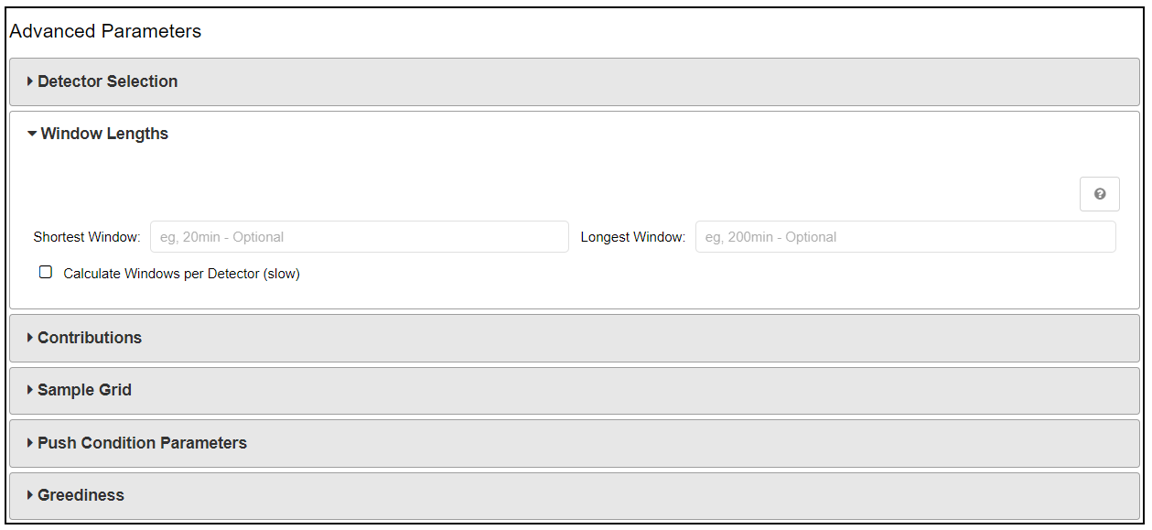 Advanced Parameters
Detector Selection
Window Lengths
Shortest Window: eg, 20min - Optional Longest Window: eg, 200min - Optional
Calculate Windows per Detector (slow)
Contributions
Sample Grid
Push Condition Parameters
Greediness